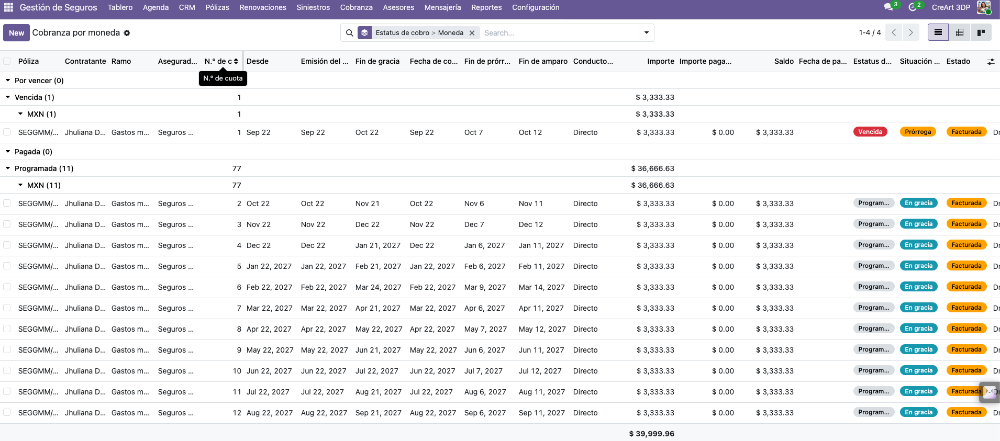 Gestión de Seguros Tablero Agenda CRM Pólizas Renovaciones Siniestros Cobranza Asesores Mensajería Reportes Configuración 3 2 CreArt 3DP
New Cobranza por moneda Estatus de cobro > Moneda Search... 1-4 / 4
Póliza Contratante Ramo Asegurad... N.º de c Desde Emisión del ... Fin de gracia Fecha de co... Fin de prórr... Fin de amparo Conducto... Importe Importe paga... Saldo Fecha de pa... Estatus d... Situación ... Estado
N.º de cuota
Por vencer (0)
Vencida (1) 1 $ 3,333.33
MXN (1) 1 $ 3,333.33
SEGGMM/... Jhuliana D... Gastos m... Seguros ... 1 Sep 22 Sep 22 Oct 22 Sep 22 Oct 7 Oct 12 Directo $ 3,333.33 $ 0.00 $ 3,333.33 Vencida Prórroga Facturada
Pagada (0)
Programada (11) 77 $ 36,666.63
MXN (11) 77 $ 36,666.63
SEGGMM/... Jhuliana D... Gastos m... Seguros ... 2 Oct 22 Oct 22 Nov 21 Oct 22 Nov 6 Nov 11 Directo $ 3,333.33 $ 0.00 $ 3,333.33 Program... En gracia Facturada
SEGGMM/... Jhuliana D... Gastos m... Seguros ... 3 Nov 22 Nov 22 Dec 22 Nov 22 Dec 7 Dec 12 Directo $ 3,333.33 $ 0.00 $ 3,333.33 Program... En gracia Facturada
SEGGMM/... Jhuliana D... Gastos m... Seguros ... 4 Dec 22 Dec 22 Jan 21, 2027 Dec 22 Jan 6, 2027 Jan 11, 2027 Directo $ 3,333.33 $ 0.00 $ 3,333.33 Program... En gracia Facturada
SEGGMM/... Jhuliana D... Gastos m... Seguros ... 5 Jan 22, 2027 Jan 22, 2027 Feb 21, 2027 Jan 22, 2027 Feb 6, 2027 Feb 11, 2027 Directo $ 3,333.33 $ 0.00 $ 3,333.33 Program... En gracia Facturada
SEGGMM/... Jhuliana D... Gastos m... Seguros ... 6 Feb 22, 2027 Feb 22, 2027 Mar 24, 2027 Feb 22, 2027 Mar 9, 2027 Mar 14, 2027 Directo $ 3,333.33 $ 0.00 $ 3,333.33 Program... En gracia Facturada
SEGGMM/... Jhuliana D... Gastos m... Seguros ... 7 Mar 22, 2027 Mar 22, 2027 Apr 21, 2027 Mar 22, 2027 Apr 6, 2027 Apr 11, 2027 Directo $ 3,333.33 $ 0.00 $ 3,333.33 Program... En gracia Facturada
SEGGMM/... Jhuliana D... Gastos m... Seguros ... 8 Apr 22, 2027 Apr 22, 2027 May 22, 2027 Apr 22, 2027 May 7, 2027 May 12, 2027 Directo $ 3,333.33 $ 0.00 $ 3,333.33 Program... En gracia Facturada
SEGGMM/... Jhuliana D... Gastos m... Seguros ... 9 May 22, 2027 May 22, 2027 Jun 21, 2027 May 22, 2027 Jun 6, 2027 Jun 11, 2027 Directo $ 3,333.33 $ 0.00 $ 3,333.33 Program... En gracia Facturada
SEGGMM/... Jhuliana D... Gastos m... Seguros ... 10 Jun 22, 2027 Jun 22, 2027 Jul 22, 2027 Jun 22, 2027 Jul 7, 2027 Jul 12, 2027 Directo $ 3,333.33 $ 0.00 $ 3,333.33 Program... En gracia Facturada
SEGGMM/... Jhuliana D... Gastos m... Seguros ... 11 Jul 22, 2027 Jul 22, 2027 Aug 21, 2027 Jul 22, 2027 Aug 6, 2027 Aug 11, 2027 Directo $ 3,333.33 $ 0.00 $ 3,333.33 Program... En gracia Facturada
SEGGMM/... Jhuliana D... Gastos m... Seguros ... 12 Aug 22, 2027 Aug 22, 2027 Sep 21, 2027 Aug 22, 2027 Sep 6, 2027 Sep 11, 2027 Directo $ 3,333.33 $ 0.00 $ 3,333.33 Program... En gracia Facturada
$ 39,999.96